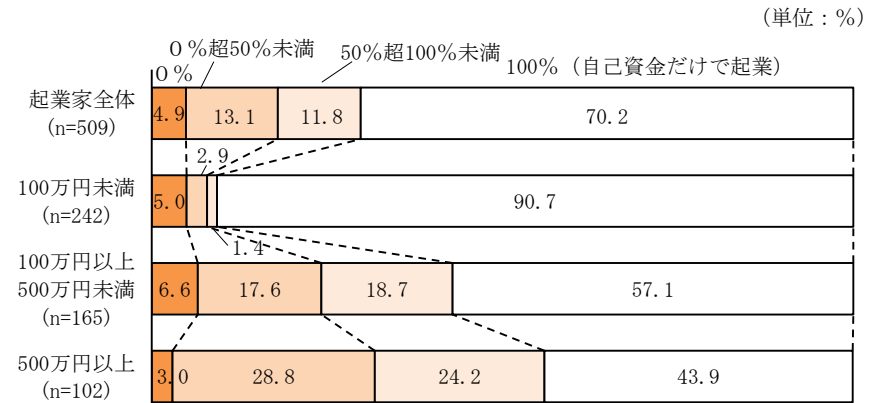 （単位：%）
０%超50%未満
50%超100%未満
０%
100%（自己資金だけで起業）
起業家全体
(n=509)
4.9
13.1
11.8
70.2
2.9
100万円未満
(n=242)
5.0
90.7
1.4
100万円以上
500万円未満
(n=165)
6.6
17.6
18.7
57.1
500万円以上
(n=102)
3.0
28.8
24.2
43.9